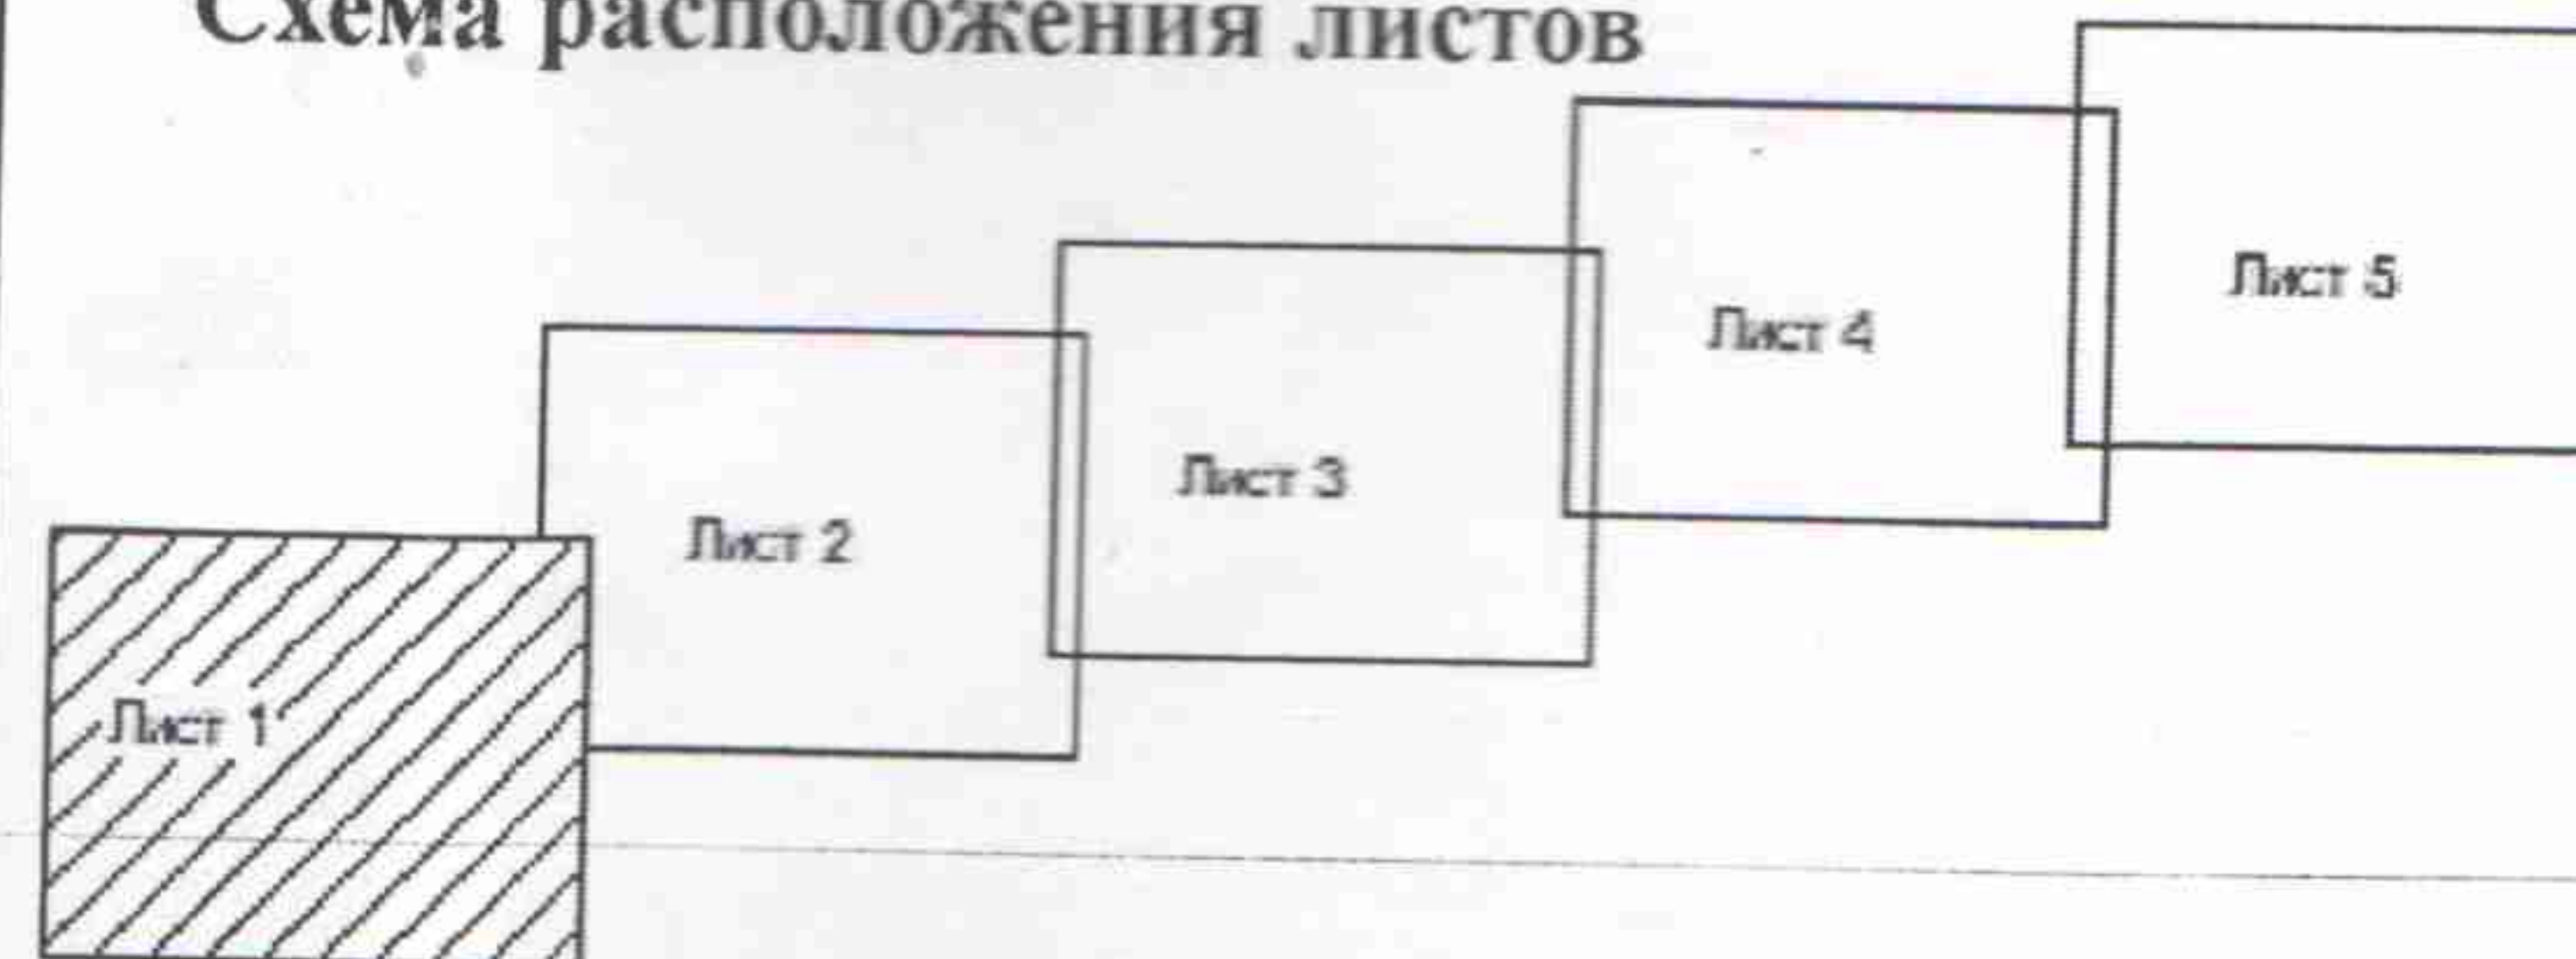 Схема расположения листов
Лист 1
Лист 2
Лист 3
Лист 4
Лист 5